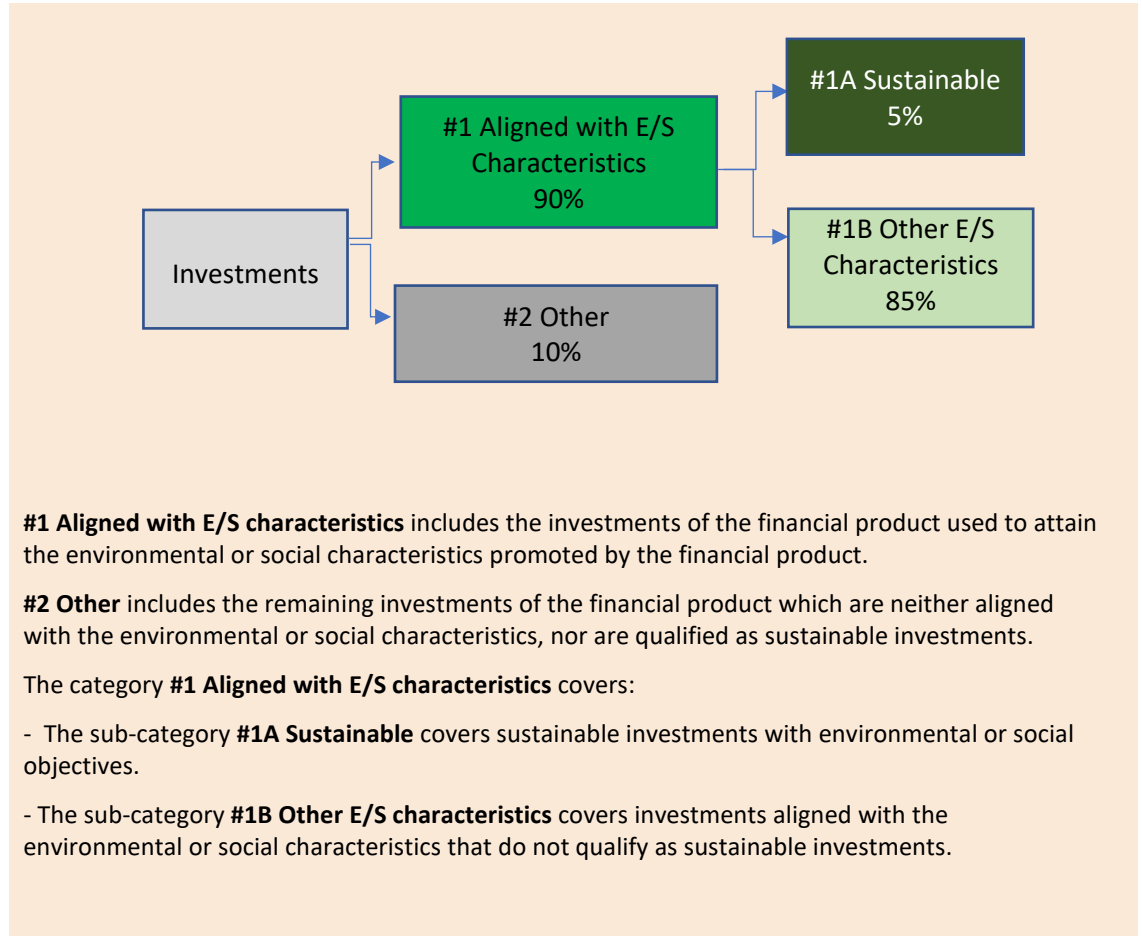 #1A Sustainable
5%
#1 Aligned with E/S
Characteristics
90%
#1B Other E/S
Characteristics
85%
Investments
#2 Other
10%
#1 Aligned with E/S characteristics includes the investments of the financial product used to attain
the environmental or social characteristics promoted by the financial product.
#2 Other includes the remaining investments of the financial product which are neither aligned
with the environmental or social characteristics, nor are qualified as sustainable investments.
The category #1 Aligned with E/S characteristics covers:
- The sub-category #1A Sustainable covers sustainable investments with environmental or social
objectives.
- The sub-category #1B Other E/S characteristics covers investments aligned with the
environmental or social characteristics that do not qualify as sustainable investments.